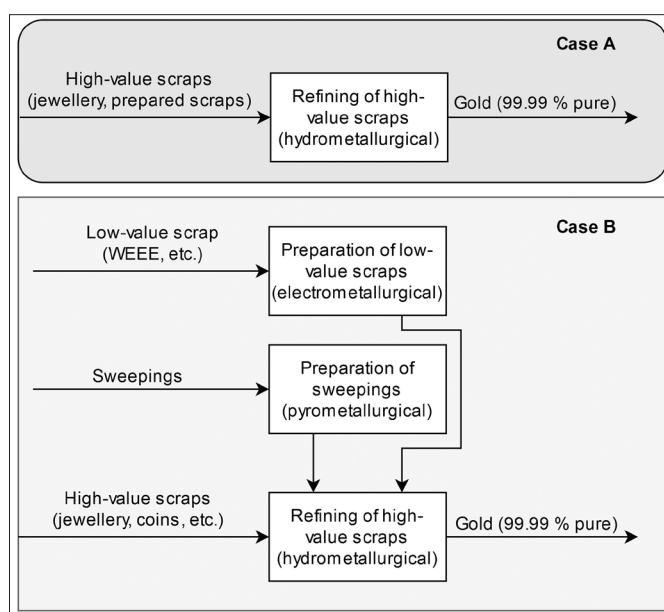 Case A
High-value scraps
(jewellery, prepared scraps)
Refining of high-
value scraps
(hydrometallurgical)
Gold (99.99 % pure)
Case B
Low-value scrap
(WEEE, etc.)
Preparation of low-
value scraps
(electrometallurgical)
Sweepings
Preparation of
sweepings
(pyrometallurgical)
High-value scraps
(jewellery, coins, etc.)
Refining of high-
value scraps
(hydrometallurgical)
Gold (99.99 % pure)